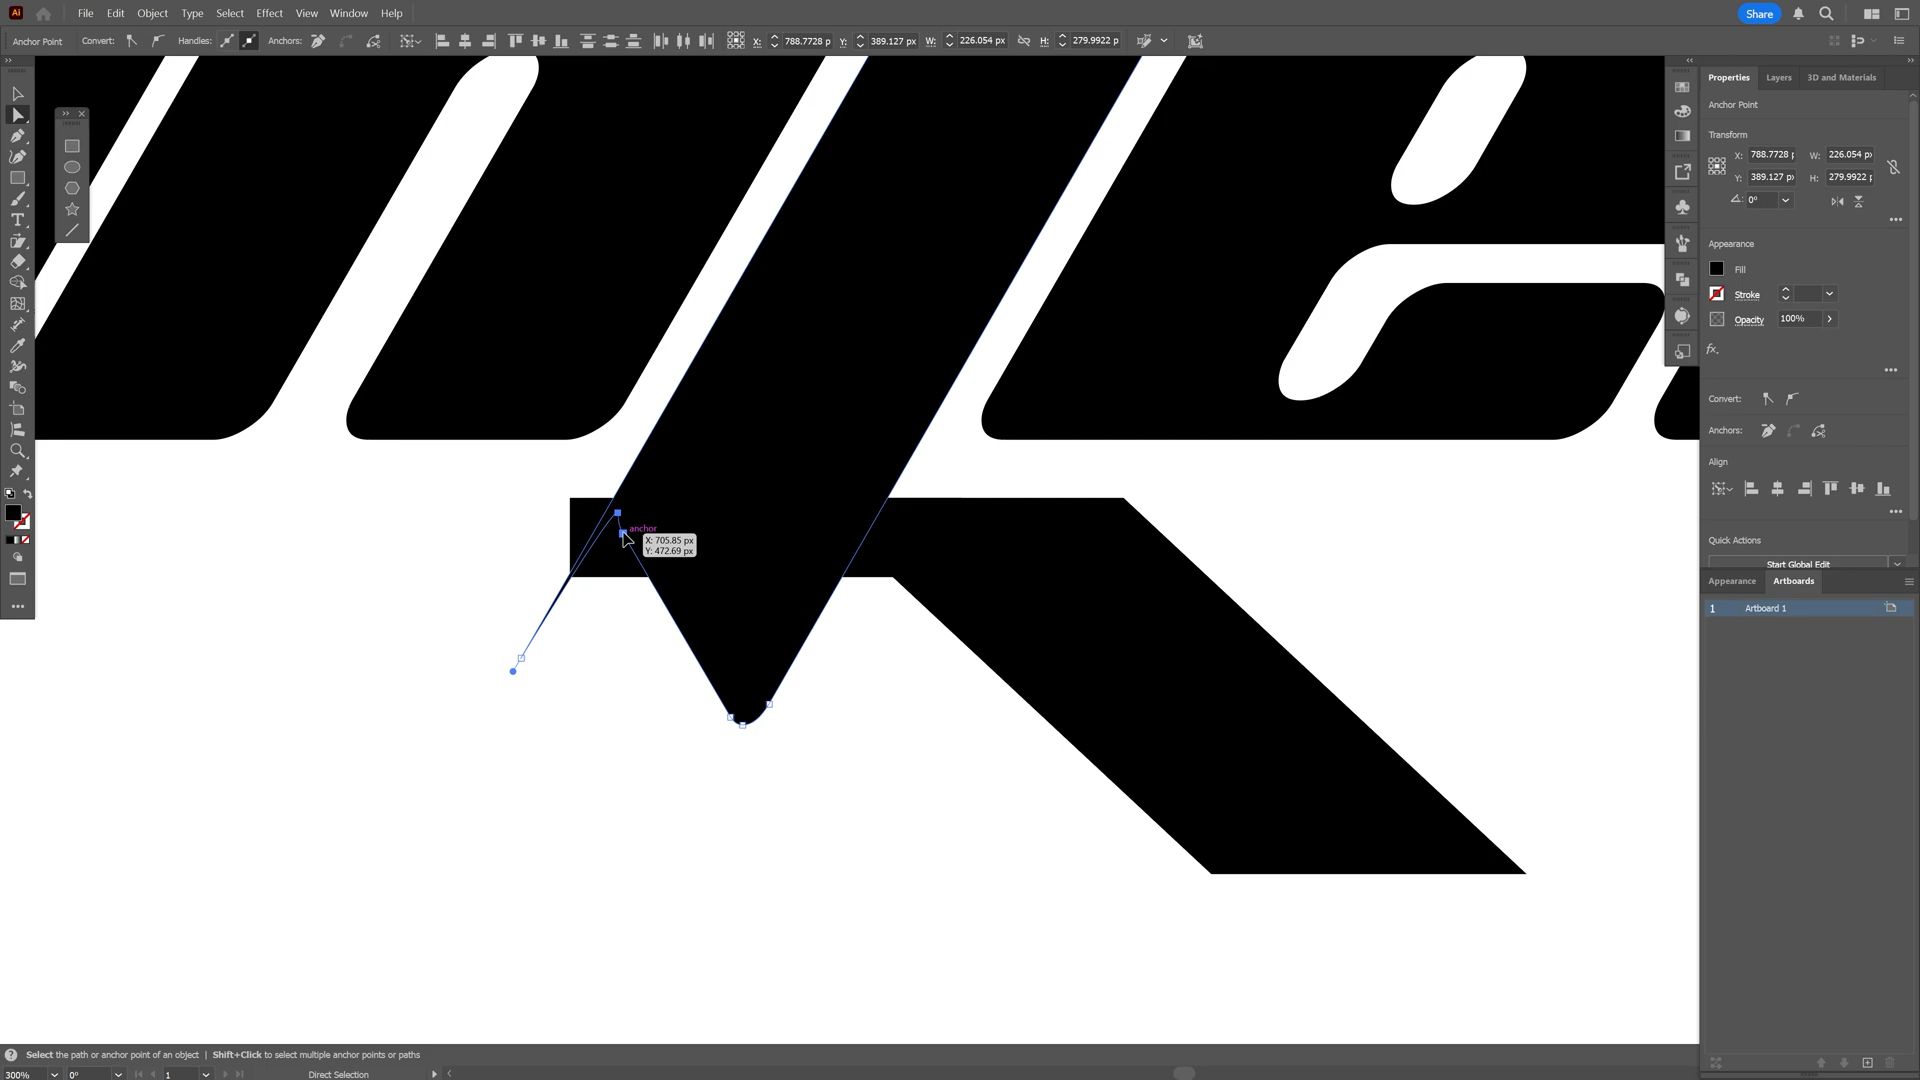 Ai File Edit Object Type Select Effect View Window Help Share
Anchor Point Convert: Handles: Anchors: X: 788.7728 p Y: 389.127 px W: 226.054 px H: 279.9922 p
Properties Layers 3D and Materials
Anchor Point
Transform
X: 788.7728 p W: 226.054 px
Y: 389.127 px H: 279.9922 p
0°
Appearance
Fill
Stroke
Opacity 100%
fx.
Convert:
Anchors:
Align
Quick Actions
Start Global Edit
Appearance Artboards
1 Artboard 1
anchor
X: 705.85 px
Y: 472.69 px
Select the path or anchor point of an object | Shift+Click to select multiple anchor points or paths
300% 0° 1 Direct Selection